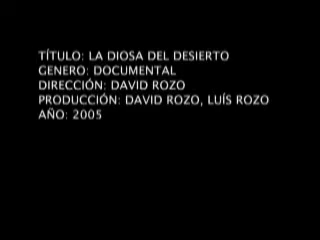 TÍTULO: LA DIOSA DEL DESIERTO
GENERO: DOCUMENTAL
DIRECCIÓN: DAVID ROZO
PRODUCCIÓN: DAVID ROZO, LUÍS ROZO
AÑO: 2005